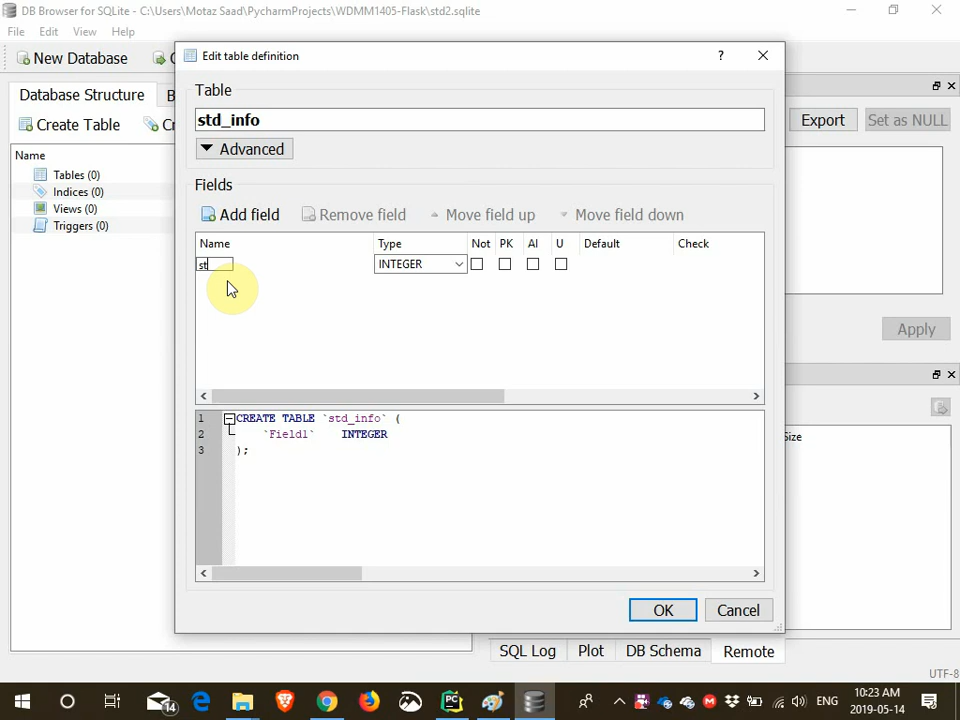 DB Browser for SQLite - C:\Users\Motaz Saad\PycharmProjects\WDMM1405-Flask\std2.sqlite
File Edit View Help
New Database
Edit table definition
?
Database Structure
Table
std_info
Create Table
Export
Set as NULL
Advanced
Name
Tables (0)
Indices (0)
Views (0)
Triggers (0)
Fields
Add field
Remove field
Move field up
Move field down
Name Type Not PK AI U Default Check
st INTEGER
Apply
1 CREATE TABLE `std_info` (
2 `Field1` INTEGER
3 );
Size
OK
Cancel
SQL Log
Plot
DB Schema
Remote
UTF-8
14
PC
ENG
10:23 AM
2019-05-14